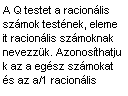 A Q testet a racionális
számok testének, eleme
it racionális számoknak
nevezzük. Azonosíthatju
k az a egész számokat
és az a/1 racionális